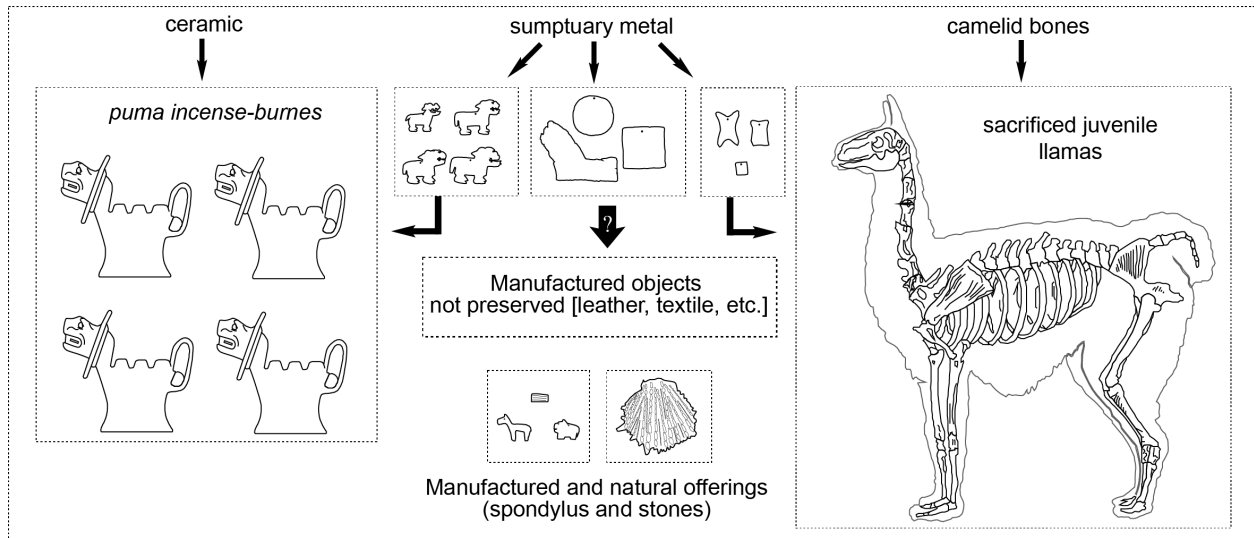 ceramic
sumptuary metal
camelid bones
puma incense-burnes
sacrificed juvenile
llamas
?
Manufactured objects
not preserved [leather, textile, etc.]
Manufactured and natural offerings
(spondylus and stones)